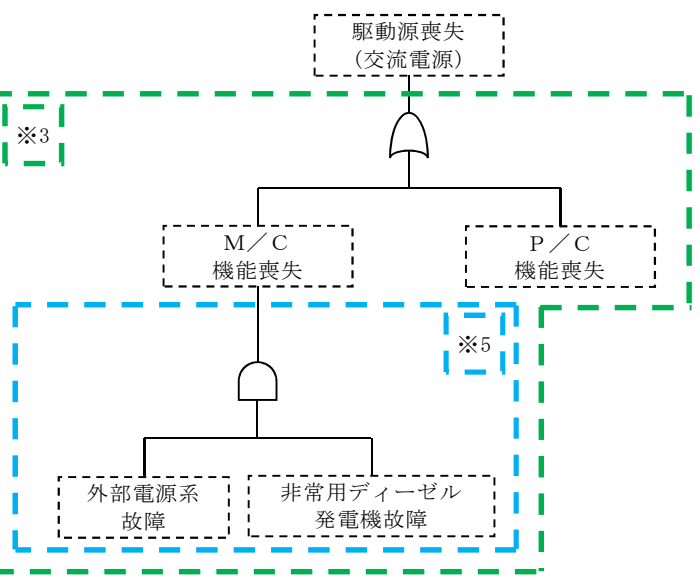 駆動源喪失
（交流電源）
※3
Ｍ／Ｃ
機能喪失
Ｐ／Ｃ
機能喪失
※5
外部電源系
故障
非常用ディーゼル
発電機故障